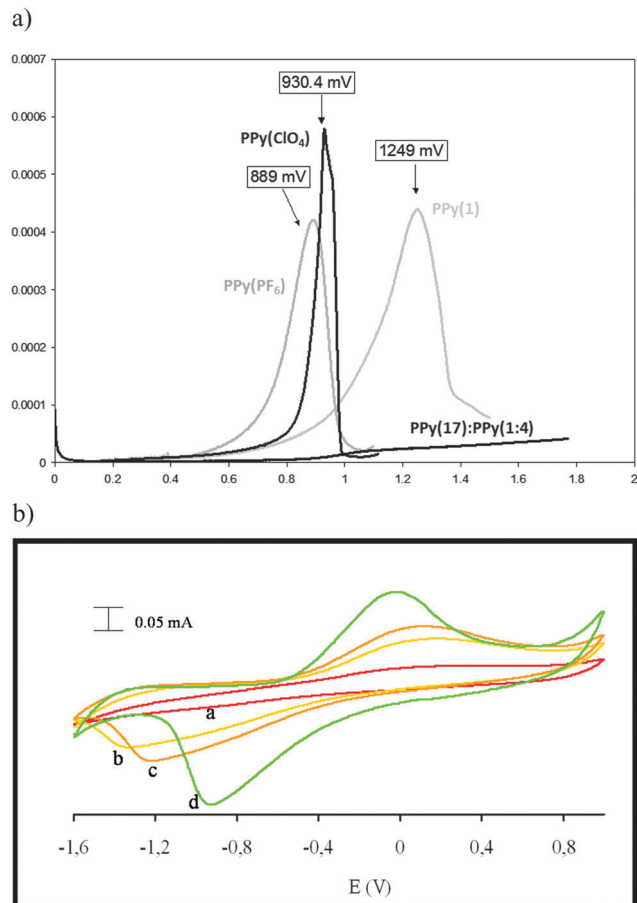 a)
0.0007
0.0006
0.0005
0.0004
0.0003
0.0002
0.0001
0
930.4 mV
PPy(ClO₄)
1249 mV
889 mV
PPy(1)
PPy(PF₆)
PPy(17):PPy(1:4)
0 0.2 0.4 0.6 0.8 1 1.2 1.4 1.6 1.8 2
b)
0.05 mA
a
b
c
d
-1,6 -1,2 -0,8 -0,4 0 0,4 0,8
E (V)